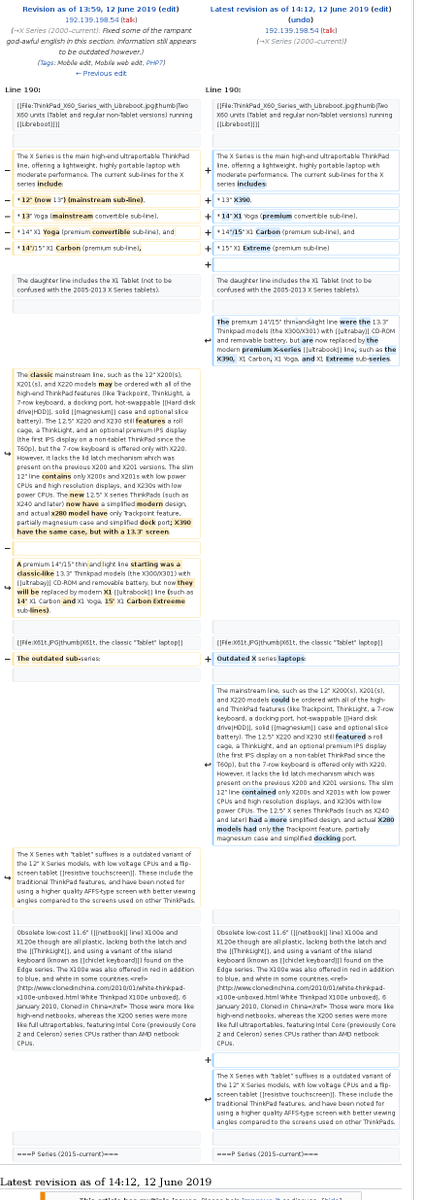 Revision as of 13:59, 12 June 2019 (edit)
192.139.198.54 (talk)
(→X Series (2000–current): Fixed some of the rampant
god-awful english in this section. Information still appears
to be outdated however.)
(Tags: Mobile edit, Mobile web edit, PHP7)
← Previous edit
Latest revision as of 14:12, 12 June 2019 (edit)
(undo)
192.139.198.54 (talk)
(→X Series (2000–current))
Line 190:
Line 190:
[[File:ThinkPad_X60_Series_with_Libreboot.jpg|thumb|Two
X60 units (Tablet and regular non-Tablet versions) running
[[Libreboot]]]]
[[File:ThinkPad_X60_Series_with_Libreboot.jpg|thumb|Two
X60 units (Tablet and regular non-Tablet versions) running
[[Libreboot]]]]
− The X Series is the main high-end ultraportable ThinkPad
line, offering a lightweight, highly portable laptop with
moderate performance. The current sub-lines for the X
series include:
+ The X Series is the main high-end ultraportable ThinkPad
line, offering a lightweight, highly portable laptop with
moderate performance. The current sub-lines for the X
series includes:
− * 12" (now 13") (mainstream sub-line),
+ * 13" X390,
− * 13" Yoga (mainstream convertible sub-line),
+ * 14" X1 Yoga (premium convertible sub-line),
− * 14" X1 Yoga (premium convertible sub-line), and
+ * 14"/15" X1 Carbon (premium sub-line), and
− * 14"/15" X1 Carbon (premium sub-line),
+ * 15" X1 Extreme (premium sub-line)
+
The daughter line includes the X1 Tablet (not to be
confused with the 2005-2013 X Series tablets).
The daughter line includes the X1 Tablet (not to be
confused with the 2005-2013 X Series tablets).
The premium 14"/15" thin-and-light line were the 13.3"
Thinkpad models (the X300/X301) with [[ultrabay]] CD-ROM
and removable battery, but are now replaced by the
modern premium X-series [[ultrabook]] line, such as the
X390, X1 Carbon, X1 Yoga, and X1 Extreme sub-series.
The classic mainstream line, such as the 12" X200(s),
X201(s), and X220 models may be ordered with all of the
high-end ThinkPad features (like Trackpoint, ThinkLight, a
7-row keyboard, a docking port, hot-swappable [[Hard disk
drive|HDD]], solid [[magnesium]] case and optional slice
battery). The 12.5" X220 and X230 still features a roll
cage, a ThinkLight, and an optional premium IPS display
(the first IPS display on a non-tablet ThinkPad since the
T60p), but the 7-row keyboard is offered only with X220.
However, it lacks the lid latch mechanism which was
present on the previous X200 and X201 versions. The slim
12" line contains only X200s and X201s with low power
CPUs and high resolution displays, and X230s with low
power CPUs. The new 12.5" X series ThinkPads (such as
X240 and later) now have a simplified modern design,
and actual x280 model have only Trackpoint feature,
partially magnesium case and simplified dock port; X390
have the same case, but with a 13.3" screen.
−
A premium 14"/15" thin and light line starting was a
classic-like 13.3" Thinkpad models (the X300/X301) with
[[ultrabay]] CD-ROM and removable battery, but now they
will be replaced by modern X1 [[ultrabook]] line (such as
14" X1 Carbon and X1 Yoga, 15" X1 Carbon Extreeme
sub-lines).
[[File:X61t.JPG|thumb|X61t, the classic "Tablet" laptop]]
[[File:X61t.JPG|thumb|X61t, the classic "Tablet" laptop]]
− The outdated sub-series:
+ Outdated X series laptops:
The mainstream line, such as the 12" X200(s), X201(s),
and X220 models could be ordered with all of the high-
end ThinkPad features (like Trackpoint, ThinkLight, a 7-row
keyboard, a docking port, hot-swappable [[Hard disk
drive|HDD]], solid [[magnesium]] case and optional slice
battery). The 12.5" X220 and X230 still featured a roll
cage, a ThinkLight, and an optional premium IPS display
(the first IPS display on a non-tablet ThinkPad since the
T60p), but the 7-row keyboard is offered only with X220.
However, it lacks the lid latch mechanism which was
present on the previous X200 and X201 versions. The slim
12" line contained only X200s and X201s with low power
CPUs and high resolution displays, and X230s with low
power CPUs. The 12.5" X series ThinkPads (such as X240
and later) had a more simplified design, and actual X280
models had only the Trackpoint feature, partially
magnesium case and simplified docking port.
The X Series with "tablet" suffixes is a outdated variant of
the 12" X Series models, with low voltage CPUs and a flip-
screen tablet [[resistive touchscreen]]. These include the
traditional ThinkPad features, and have been noted for
using a higher quality AFFS-type screen with better viewing
angles compared to the screens used on other ThinkPads.
Obsolete low-cost 11.6" ([[netbook]] line) X100e and
X120e though are all plastic, lacking both the latch and
the [[ThinkLight]], and using a variant of the island
keyboard (known as [[chiclet keyboard]]) found on the
Edge series. The X100e was also offered in red in addition
to blue, and white in some countries.<ref>
[http://www.clonedinchina.com/2010/01/white-thinkpad-
x100e-unboxed.html White Thinkpad X100e unboxed], 6
January 2010, Cloned in China</ref> Those were more like
high-end netbooks, whereas the X200 series were more
like full ultraportables, featuring Intel Core (previously Core
2 and Celeron) series CPUs rather than AMD netbook
CPUs.
Obsolete low-cost 11.6" ([[netbook]] line) X100e and
X120e though are all plastic, lacking both the latch and
the [[ThinkLight]], and using a variant of the island
keyboard (known as [[chiclet keyboard]]) found on the
Edge series. The X100e was also offered in red in addition
to blue, and white in some countries.<ref>
[http://www.clonedinchina.com/2010/01/white-thinkpad-
x100e-unboxed.html White Thinkpad X100e unboxed], 6
January 2010, Cloned in China</ref> Those were more like
high-end netbooks, whereas the X200 series were more
like full ultraportables, featuring Intel Core (previously Core
2 and Celeron) series CPUs rather than AMD netbook
CPUs.
+
The X Series with "tablet" suffixes is a outdated variant of
the 12" X Series models, with low voltage CPUs and a flip-
screen tablet [[resistive touchscreen]]. These include the
traditional ThinkPad features, and have been noted for
using a higher quality AFFS-type screen with better viewing
angles compared to the screens used on other ThinkPads.
===P Series (2015-current)===
===P Series (2015-current)===
Latest revision as of 14:12, 12 June 2019
This article has multiple issues. Please help improve it or discuss [hide]